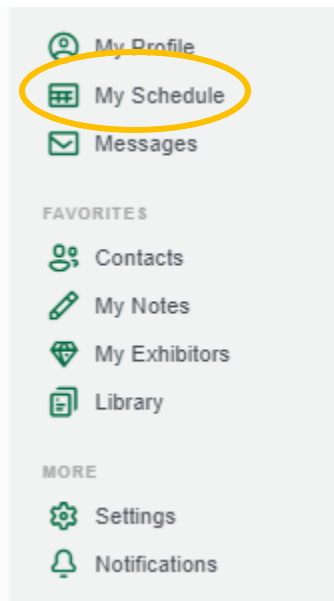 My Profile
My Schedule
Messages
FAVORITES
Contacts
My Notes
My Exhibitors
Library
MORE
Settings
Notifications